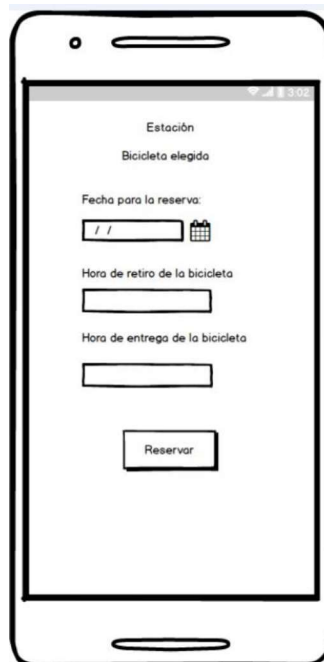 3:02
Estación
Bicicleta elegida
Fecha para la reserva:
/ /
Hora de retiro de la bicicleta
Hora de entrega de la bicicleta
Reservar